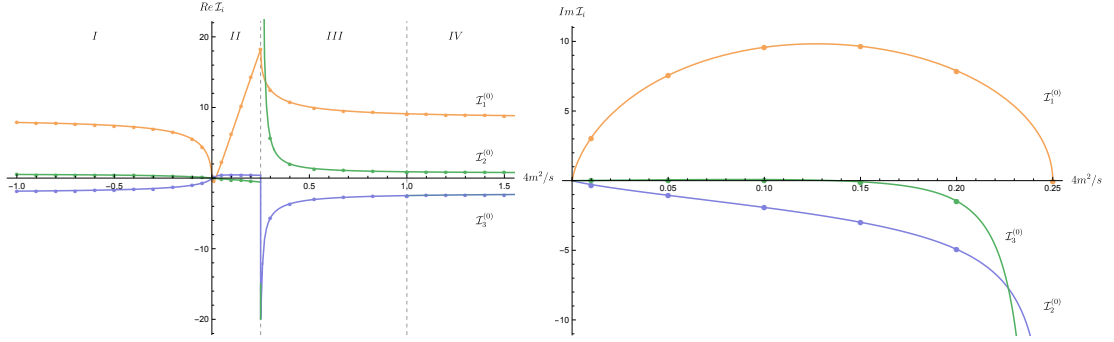 Re 𝓘ᵢ
I II III IV
20
10
𝓘₁⁽⁰⁾
𝓘₂⁽⁰⁾
4m²/s
−1.0 −0.5 0.5 1.0 1.5
𝓘₃⁽⁰⁾
−10
−20
Im 𝓘ᵢ
10
5
𝓘₁⁽⁰⁾
4m²/s
0.05 0.10 0.15 0.20 0.25
𝓘₃⁽⁰⁾
−5
𝓘₂⁽⁰⁾
−10